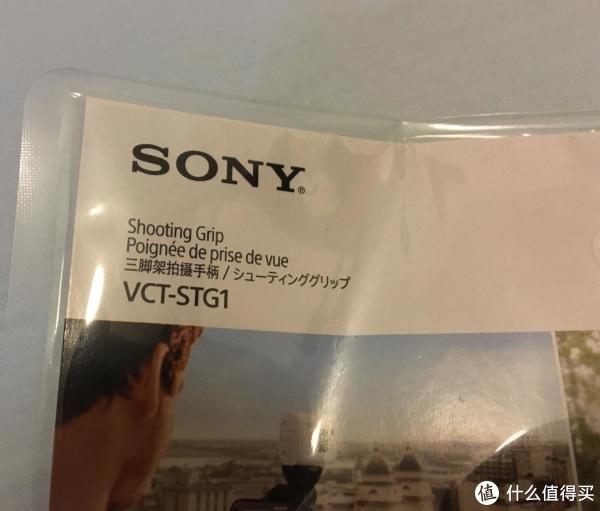 SONY®
Shooting Grip
Poignée de prise de vue
三脚架拍摄手柄 / シューティンググリップ
VCT-STG1
值 什么值得买